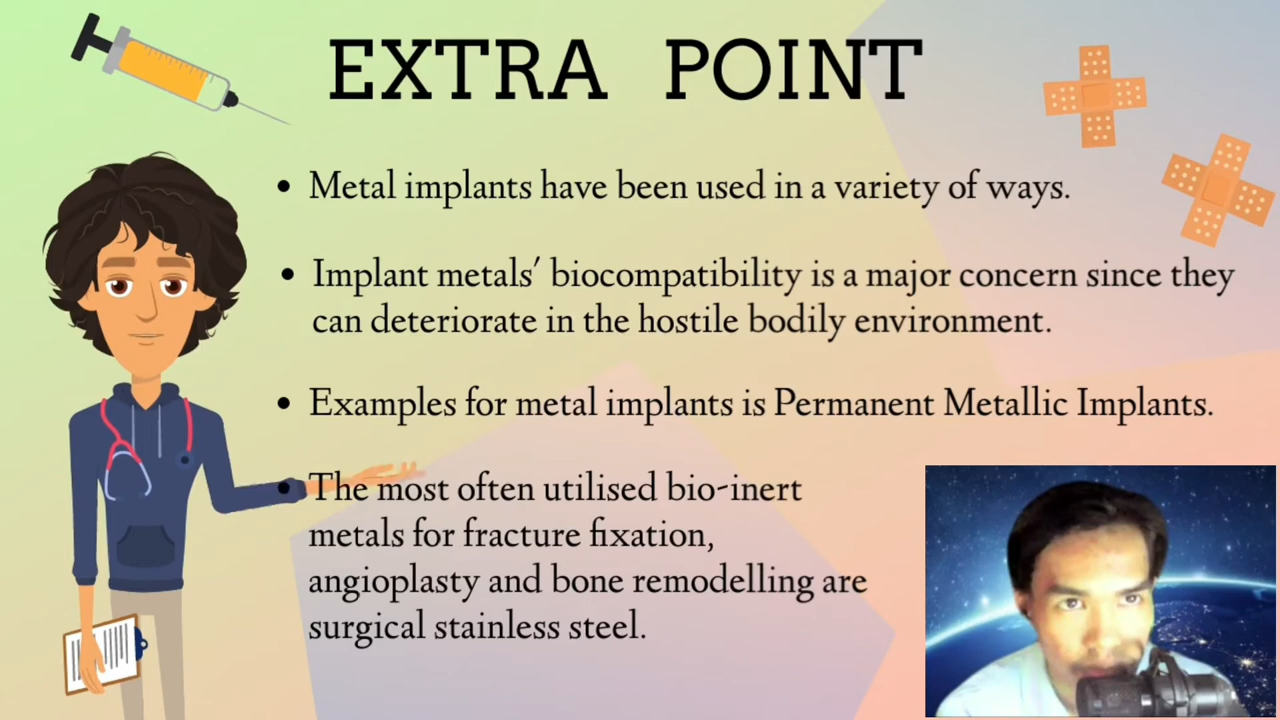 EXTRA POINT
• Metal implants have been used in a variety of ways.
• Implant metals' biocompatibility is a major concern since they
can deteriorate in the hostile bodily environment.
• Examples for metal implants is Permanent Metallic Implants.
• The most often utilised bio-inert
metals for fracture fixation,
angioplasty and bone remodelling are
surgical stainless steel.